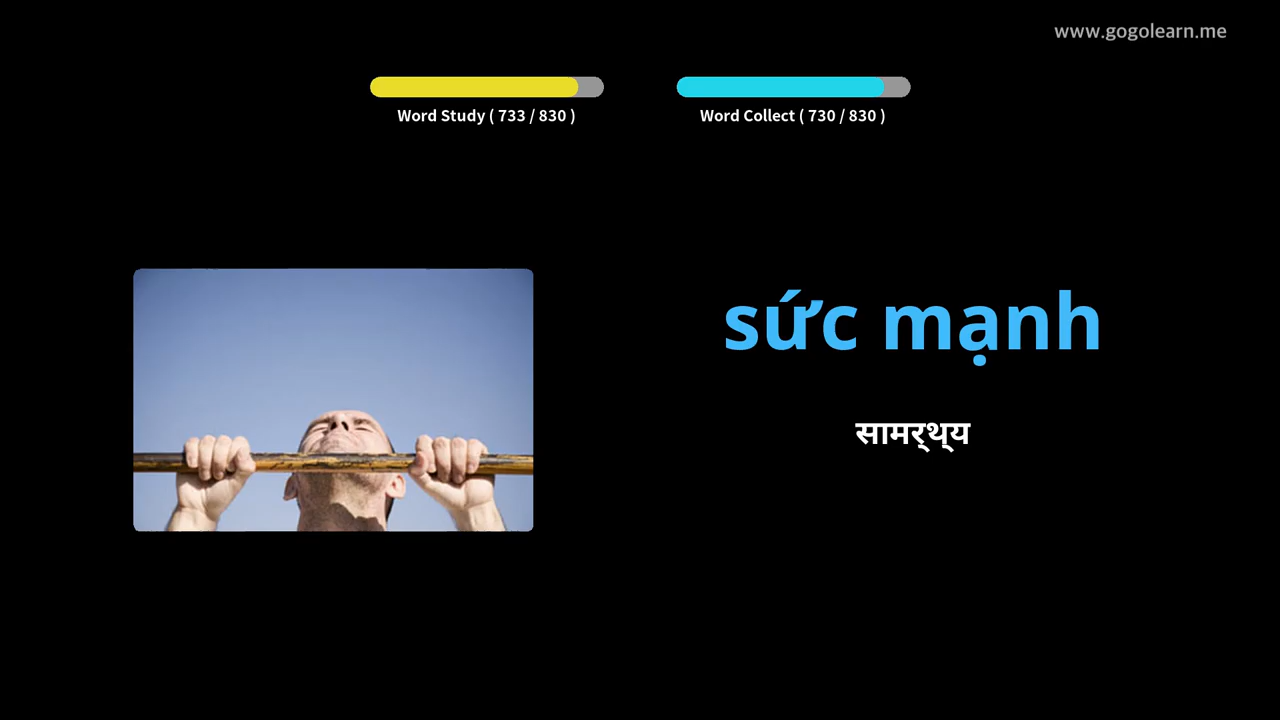 www.gogolearn.me
Word Study ( 733 / 830 )
Word Collect ( 730 / 830 )
sức mạnh
सामर्‌थ्‌य